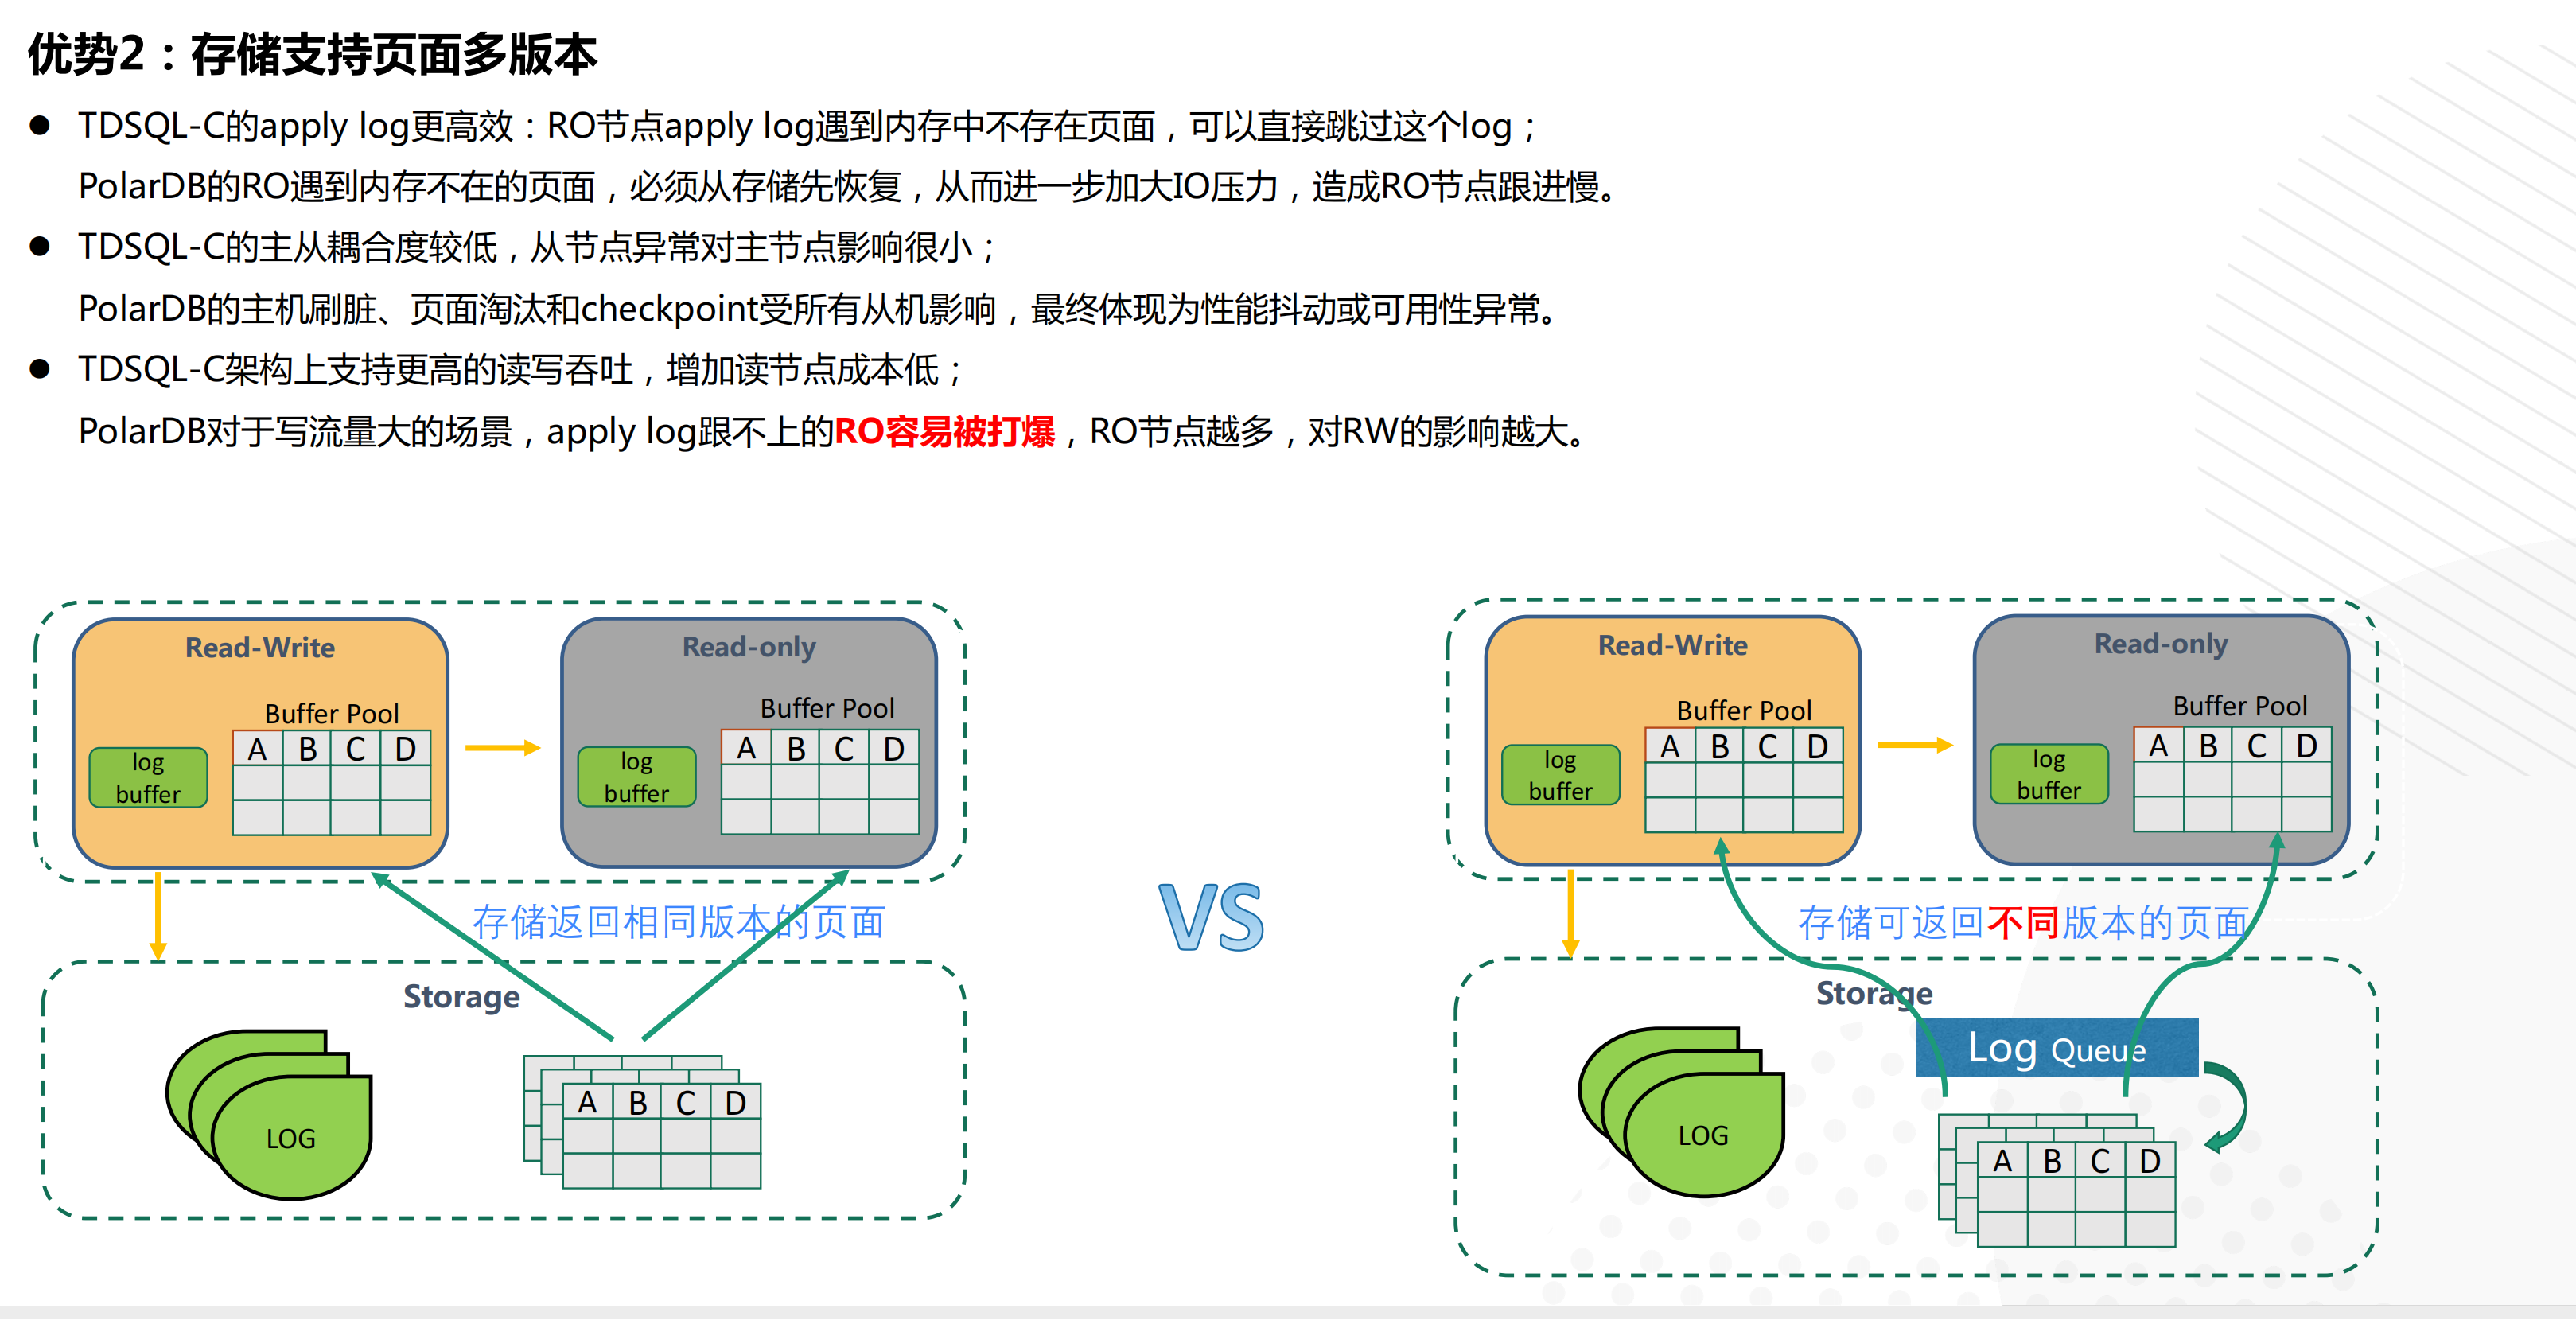 优势2：存储支持页面多版本
● TDSQL-C的apply log更高效：RO节点apply log遇到内存中不存在页面，可以直接跳过这个log；
PolarDB的RO遇到内存不在的页面，必须从存储先恢复，从而进一步加大IO压力，造成RO节点跟进慢。
● TDSQL-C的主从耦合度较低，从节点异常对主节点影响很小；
PolarDB的主机刷脏、页面淘汰和checkpoint受所有从机影响，最终体现为性能抖动或可用性异常。
● TDSQL-C架构上支持更高的读写吞吐，增加读节点成本低；
PolarDB对于写流量大的场景，apply log跟不上的RO容易被打爆，RO节点越多，对RW的影响越大。
Read-Write
Buffer Pool
log
buffer
A B C D
Read-only
Buffer Pool
log
buffer
A B C D
存储返回相同版本的页面
Storage
LOG
A B C D
VS
Read-Write
Buffer Pool
log
buffer
A B C D
Read-only
Buffer Pool
log
buffer
A B C D
存储可返回不同版本的页面
Storage
Log Queue
LOG
A B C D